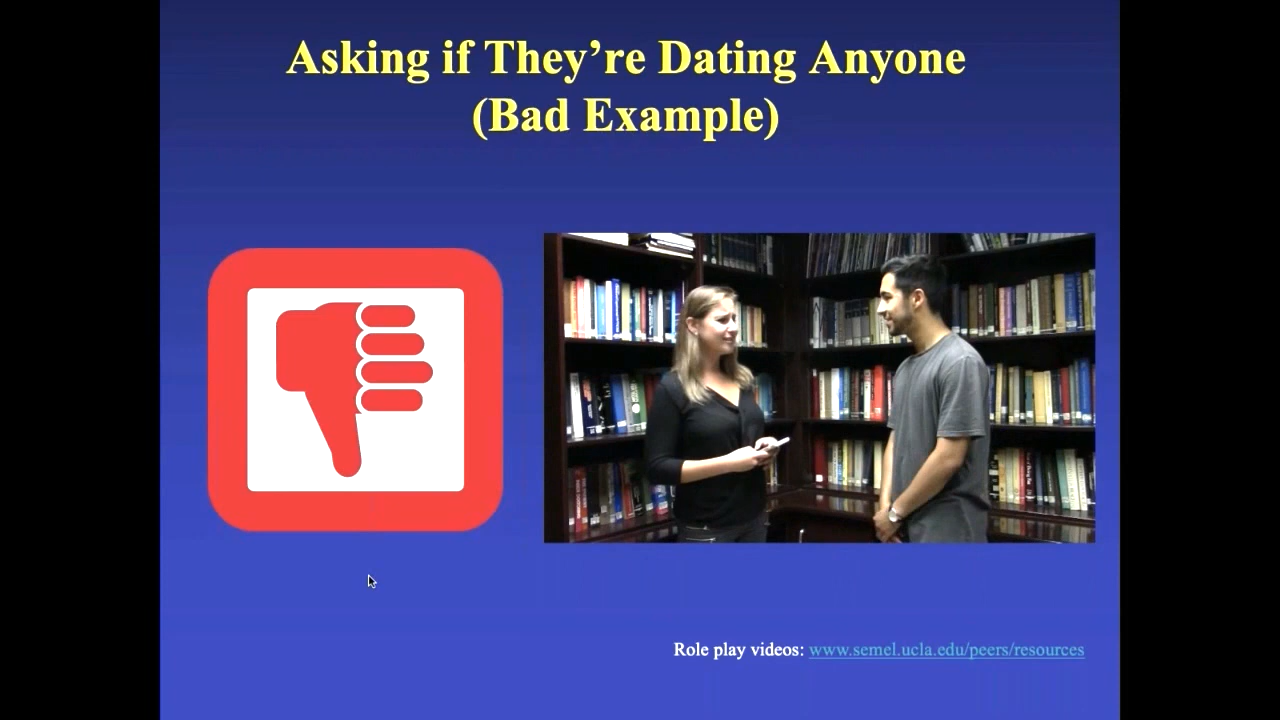 Asking if They're Dating Anyone
(Bad Example)
Role play videos: www.semel.ucla.edu/peers/resources